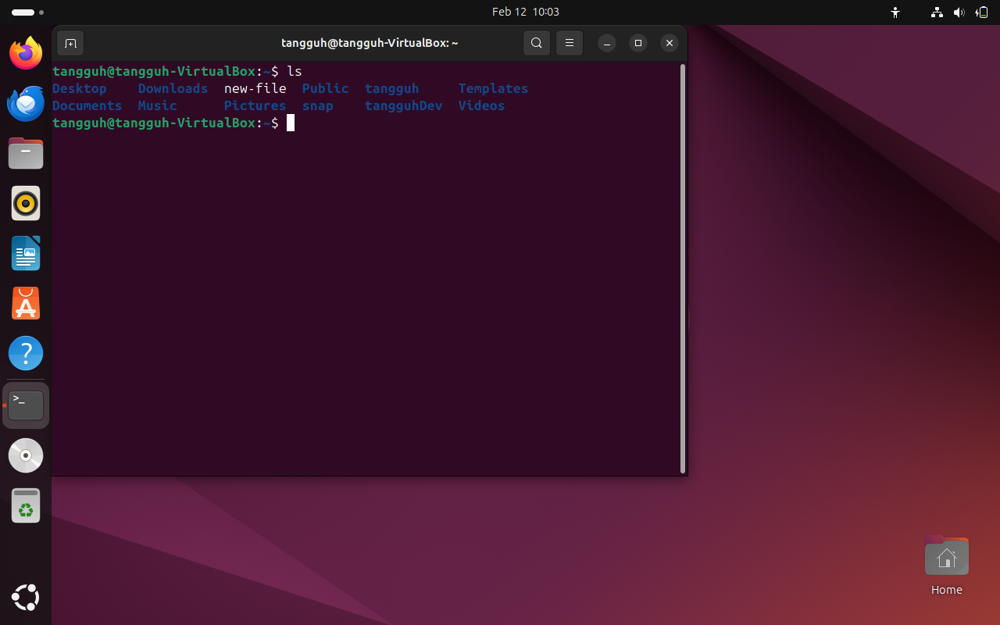 Feb 12 10:03
tangguh@tangguh-VirtualBox: ~
tangguh@tangguh-VirtualBox:~$ ls
Desktop Downloads new-file Public tangguh Templates
Documents Music Pictures snap tangguhDev Videos
tangguh@tangguh-VirtualBox:~$
Home